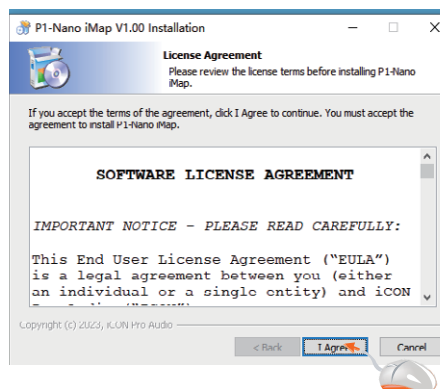 P1-Nano iMap V1.00 Installation
License Agreement
Please review the license terms before installing P1-Nano
iMap.
If you accept the terms of the agreement, click I Agree to continue. You must accept the
agreement to install P1-Nano iMap.
SOFTWARE LICENSE AGREEMENT
IMPORTANT NOTICE – PLEASE READ CAREFULLY:
This End User License Agreement (“EULA”)
is a legal agreement between you (either
an individual or a single entity) and iCON
Copyright (c) 2023, iCON Pro Audio
< Back
I Agree
Cancel